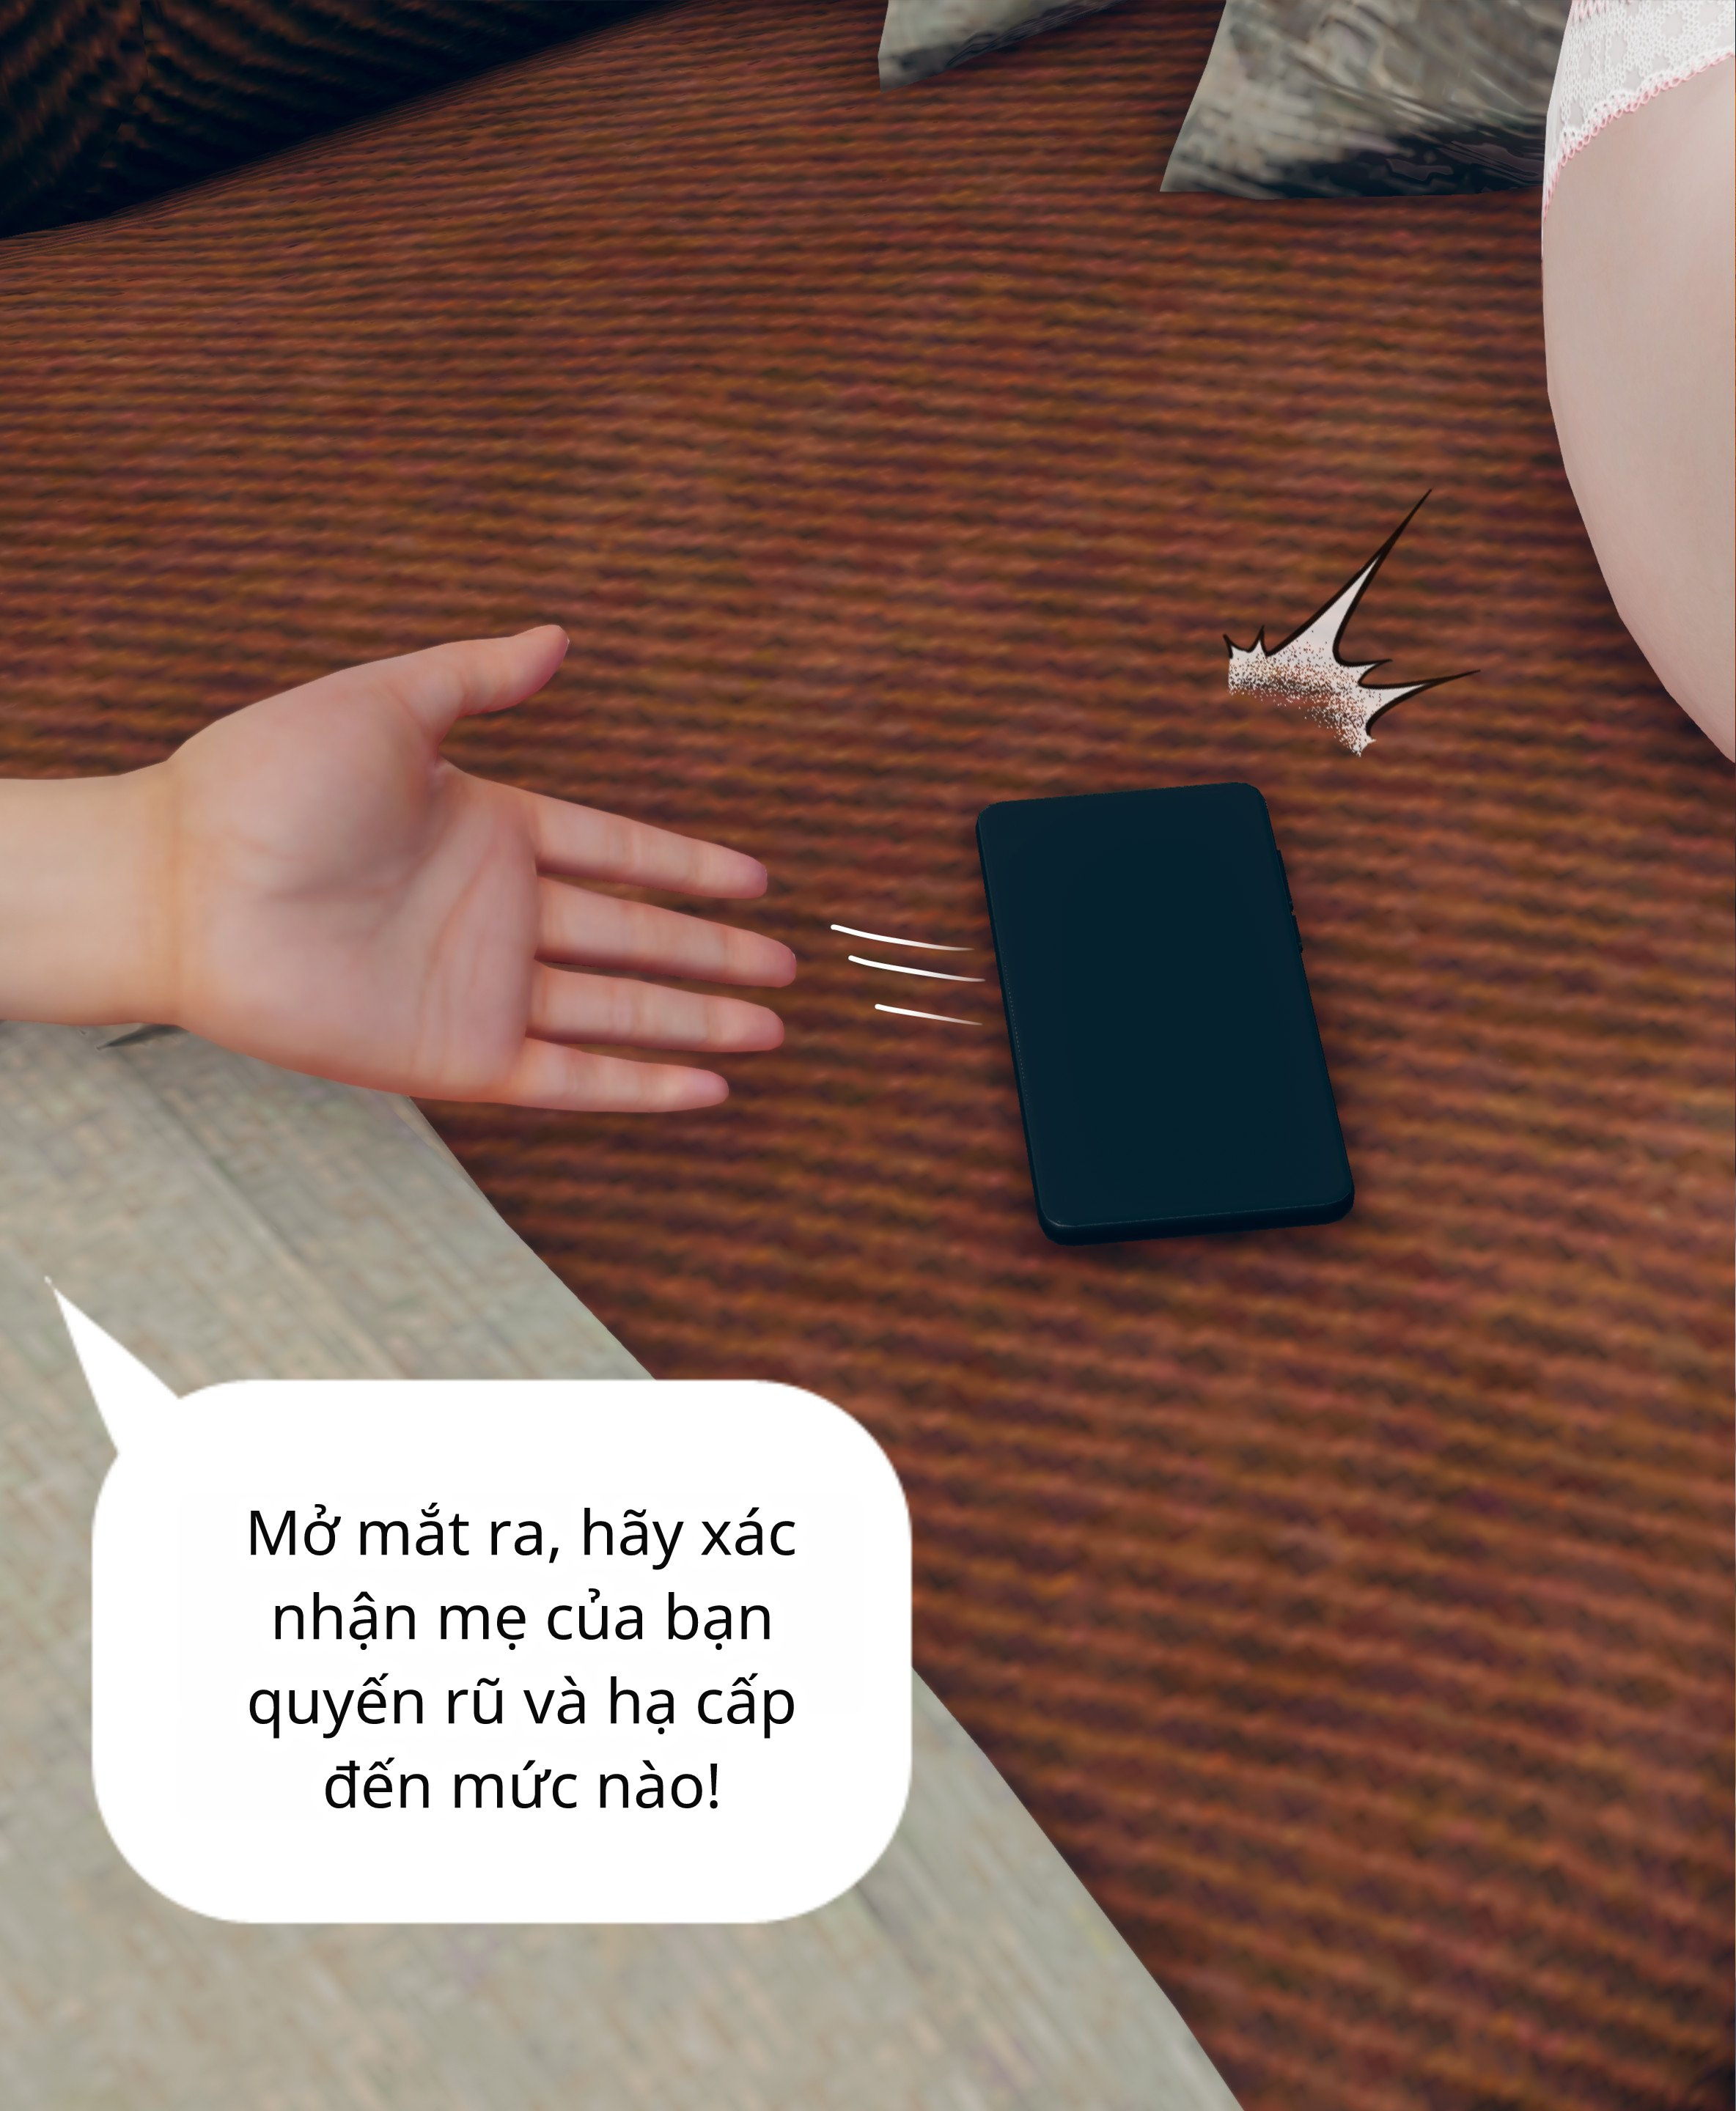 Mở mắt ra, hãy xác
nhận mẹ của bạn
quyến rũ và hạ cấp
đến mức nào!